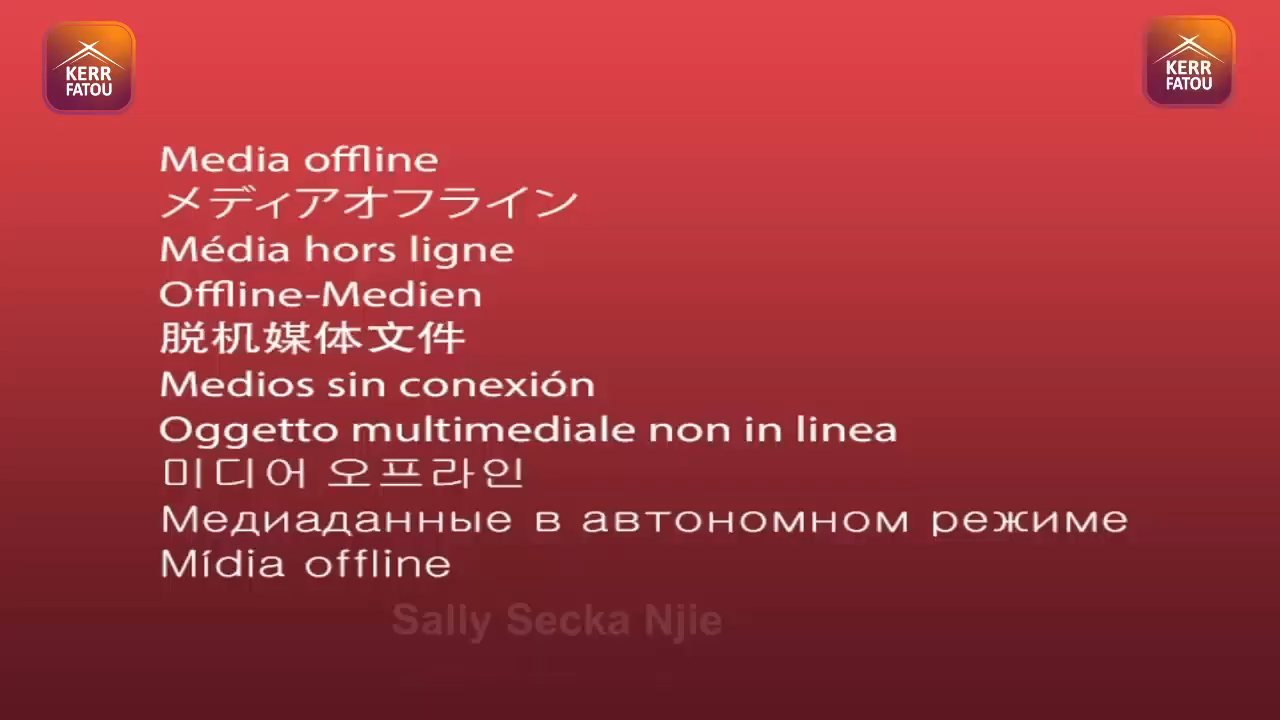 KERR
FATOU
KERR
FATOU
Media offline
メディアオフライン
Média hors ligne
Offline-Medien
脱机媒体文件
Medios sin conexión
Oggetto multimediale non in linea
미디어 오프라인
Медиаданные в автономном режиме
Mídia offline
Sally Secka Njie